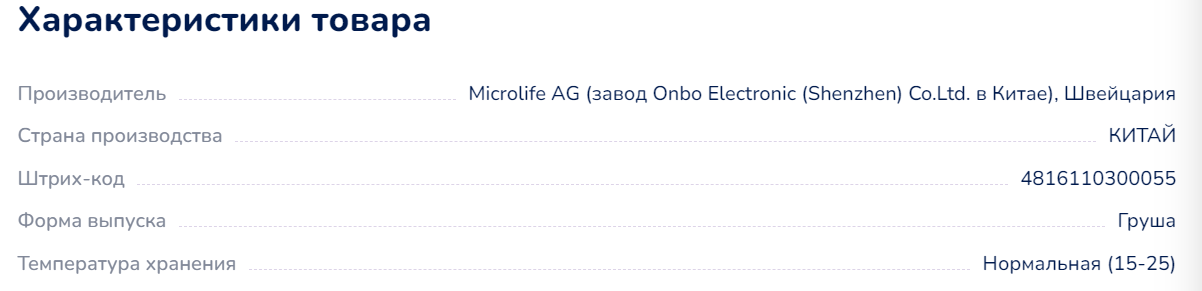 Характеристики товара
Производитель Microlife AG (завод Onbo Electronic (Shenzhen) Co.Ltd. в Китае), Швейцария
Страна производства КИТАЙ
Штрих-код 4816110300055
Форма выпуска Груша
Температура хранения Нормальная (15-25)